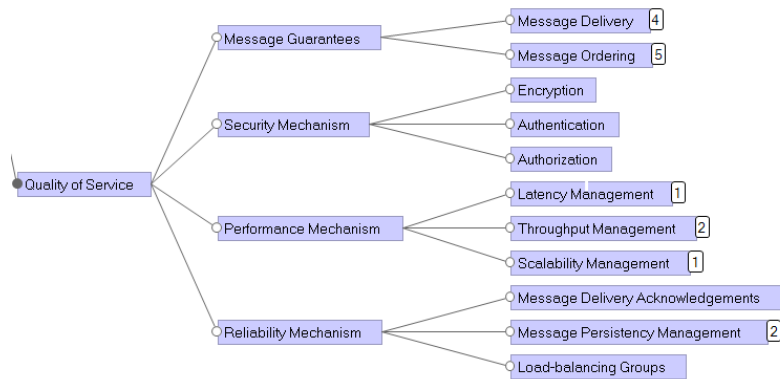 Quality of Service
Message Guarantees
Message Delivery 4
Message Ordering 5
Security Mechanism
Encryption
Authentication
Authorization
Performance Mechanism
Latency Management 1
Throughput Management 2
Scalability Management 1
Reliability Mechanism
Message Delivery Acknowledgements
Message Persistency Management 2
Load-balancing Groups